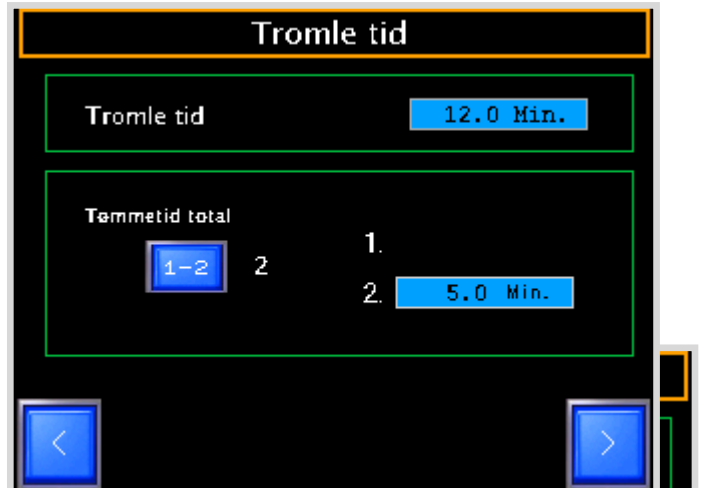 Tromle tid
Tromle tid 12.0 Min.
Tømmetid total
1-2 2 1.
2. 5.0 Min.
< >